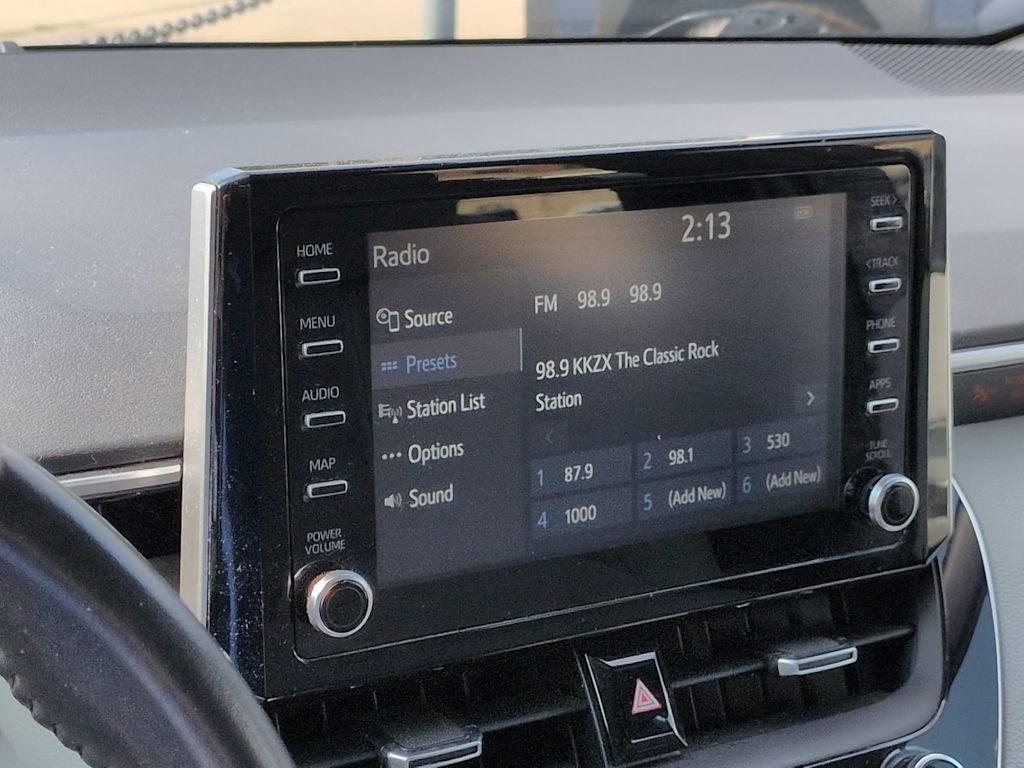 HOME
MENU
AUDIO
MAP
POWER
VOLUME
Radio
2:13
Source
Presets
Station List
Options
Sound
FM 98.9 98.9
98.9 KKZX The Classic Rock
Station
1 87.9
2 98.1
3 530
4 1000
5 (Add New)
6 (Add New)
SEEK >
< TRACK
PHONE
APPS
TUNE
SCROLL